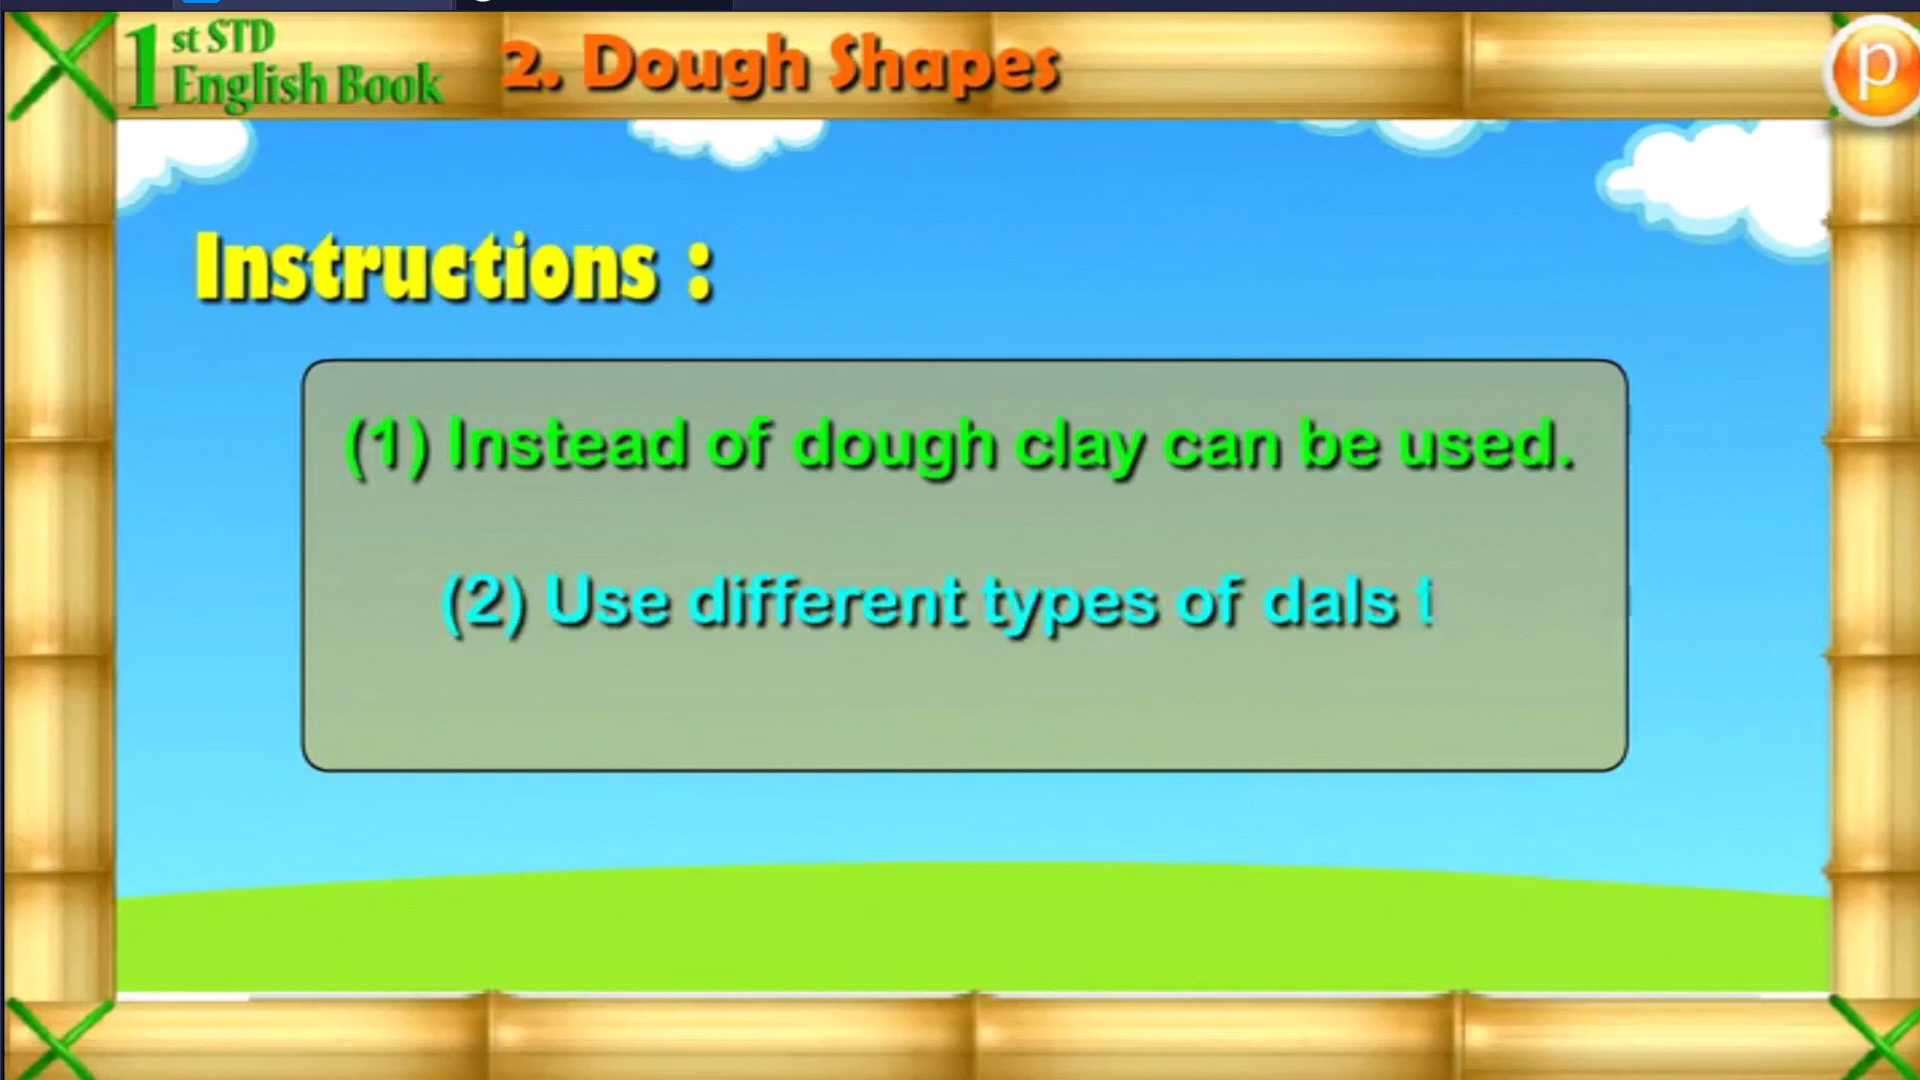 1st STD
English Book
2. Dough Shapes
p
Instructions :
(1) Instead of dough clay can be used.
(2) Use different types of dals